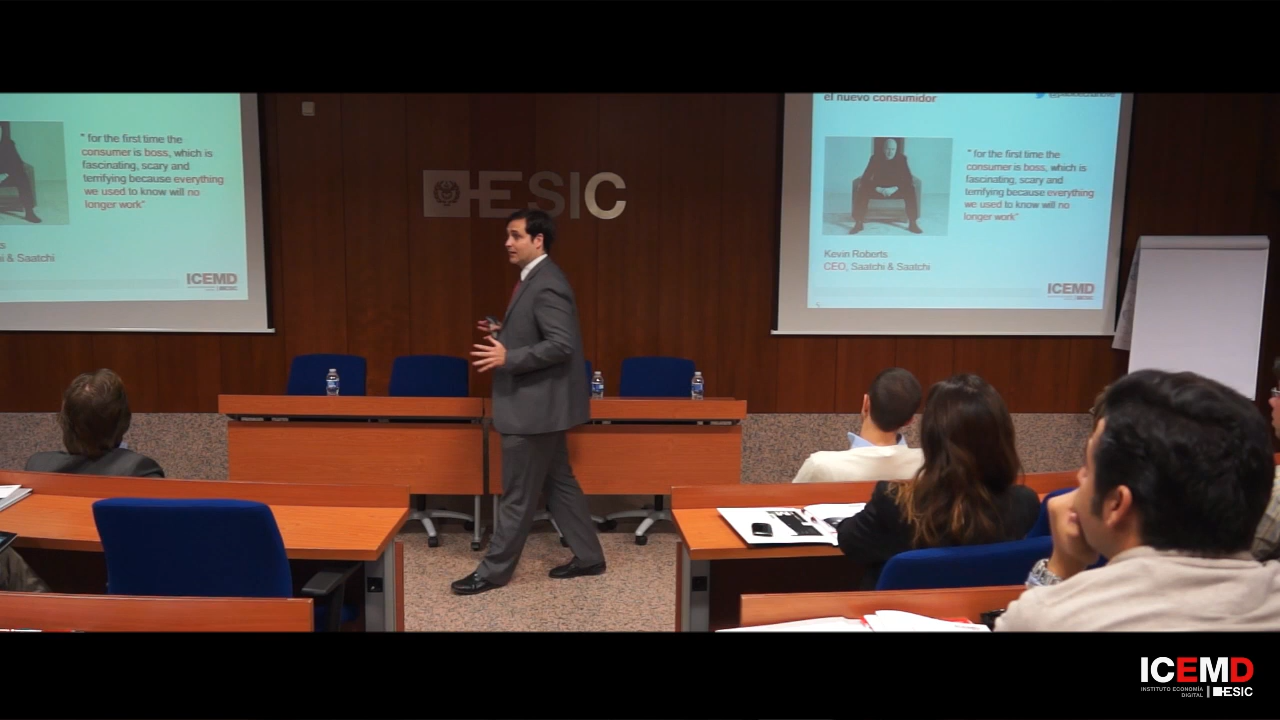 " for the first time the
consumer is boss, which is
fascinating, scary and
terrifying because everything
we used to know will no
longer work"
i & Saatchi
ICEMD
ESIC
el nuevo consumidor
" for the first time the
consumer is boss, which is
fascinating, scary and
terrifying because everything
we used to know will no
longer work"
Kevin Roberts
CEO, Saatchi & Saatchi
ICEMD
ESIC
ICEMD
INSTITUTO ECONOMÍA
DIGITAL
ESIC